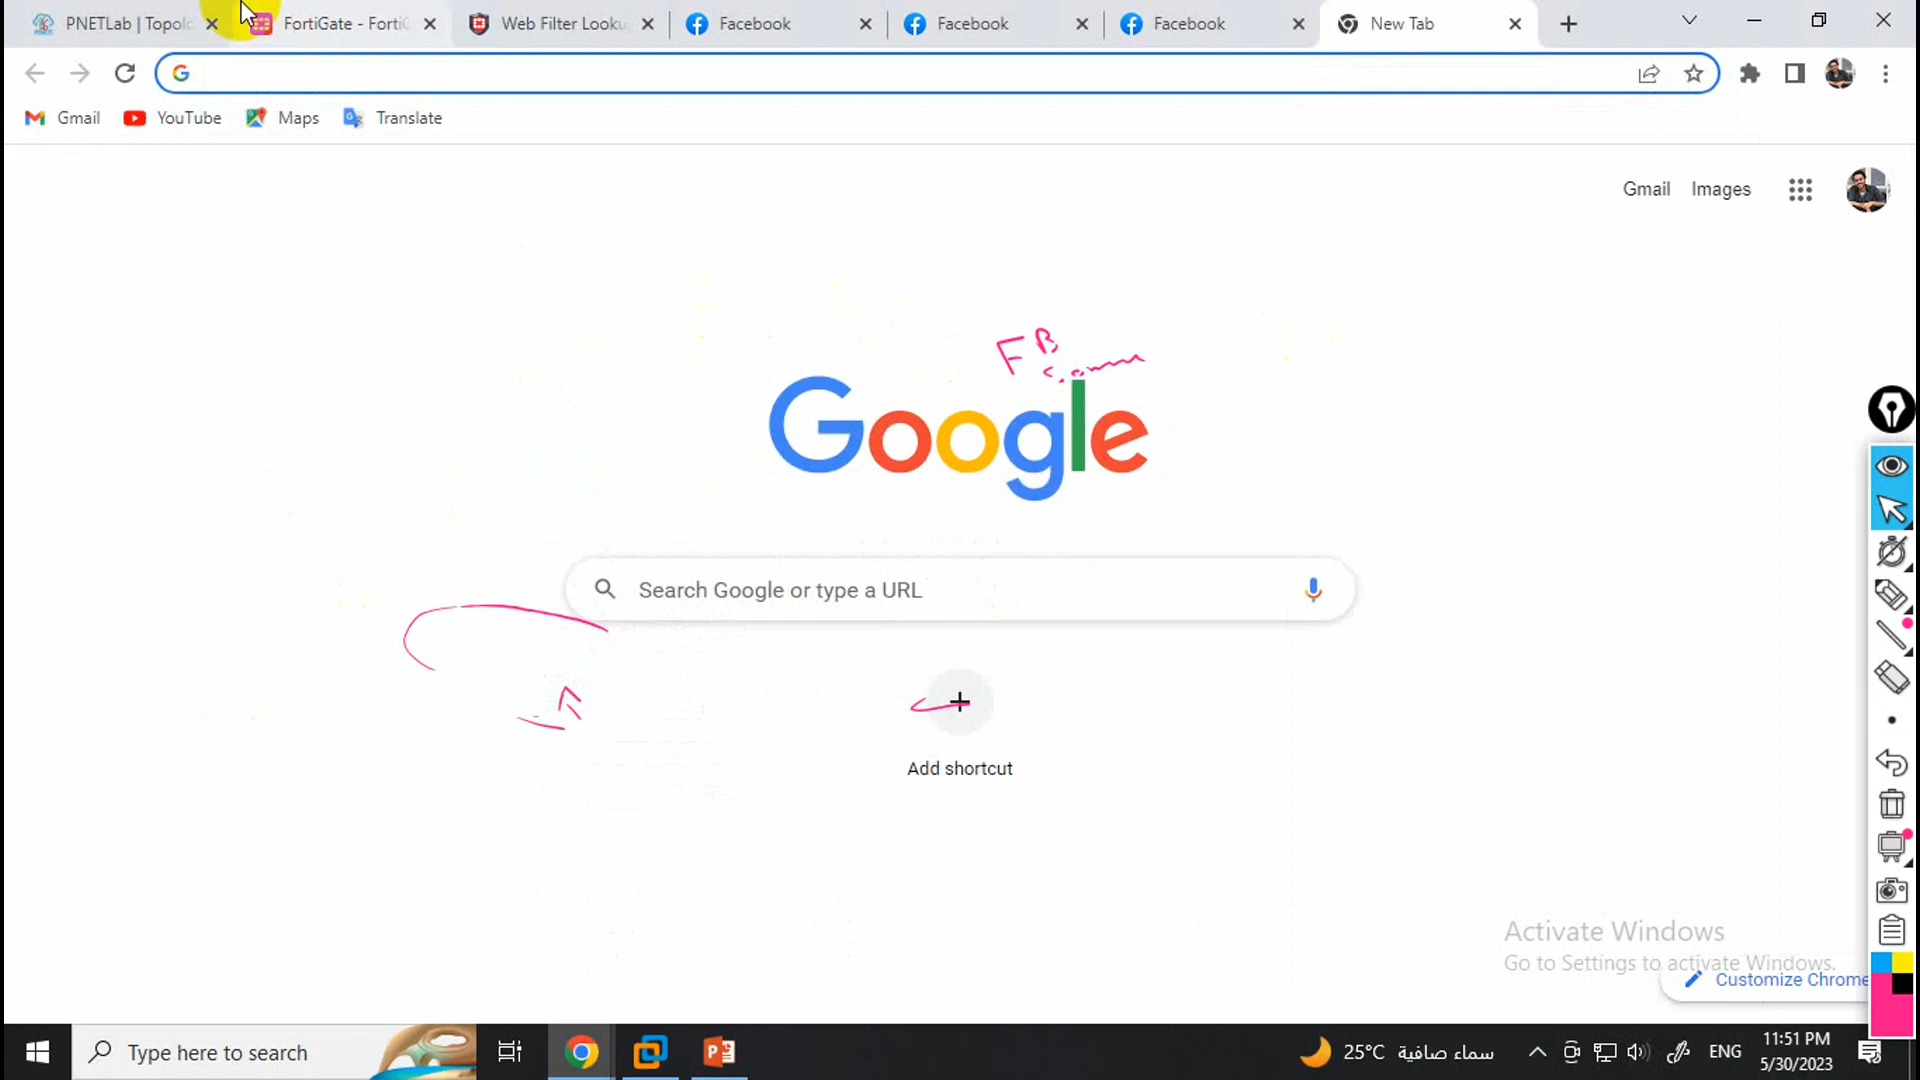 PNETLab | Topolo
FortiGate - FortiG
Web Filter Looku
Facebook
Facebook
Facebook
New Tab
Gmail
YouTube
Maps
Translate
Gmail
Images
FB
.com
Google
Search Google or type a URL
Add shortcut
Activate Windows
Go to Settings to activate Windows.
Customize Chrome
Type here to search
25°C سماء صافية
ENG
11:51 PM
5/30/2023